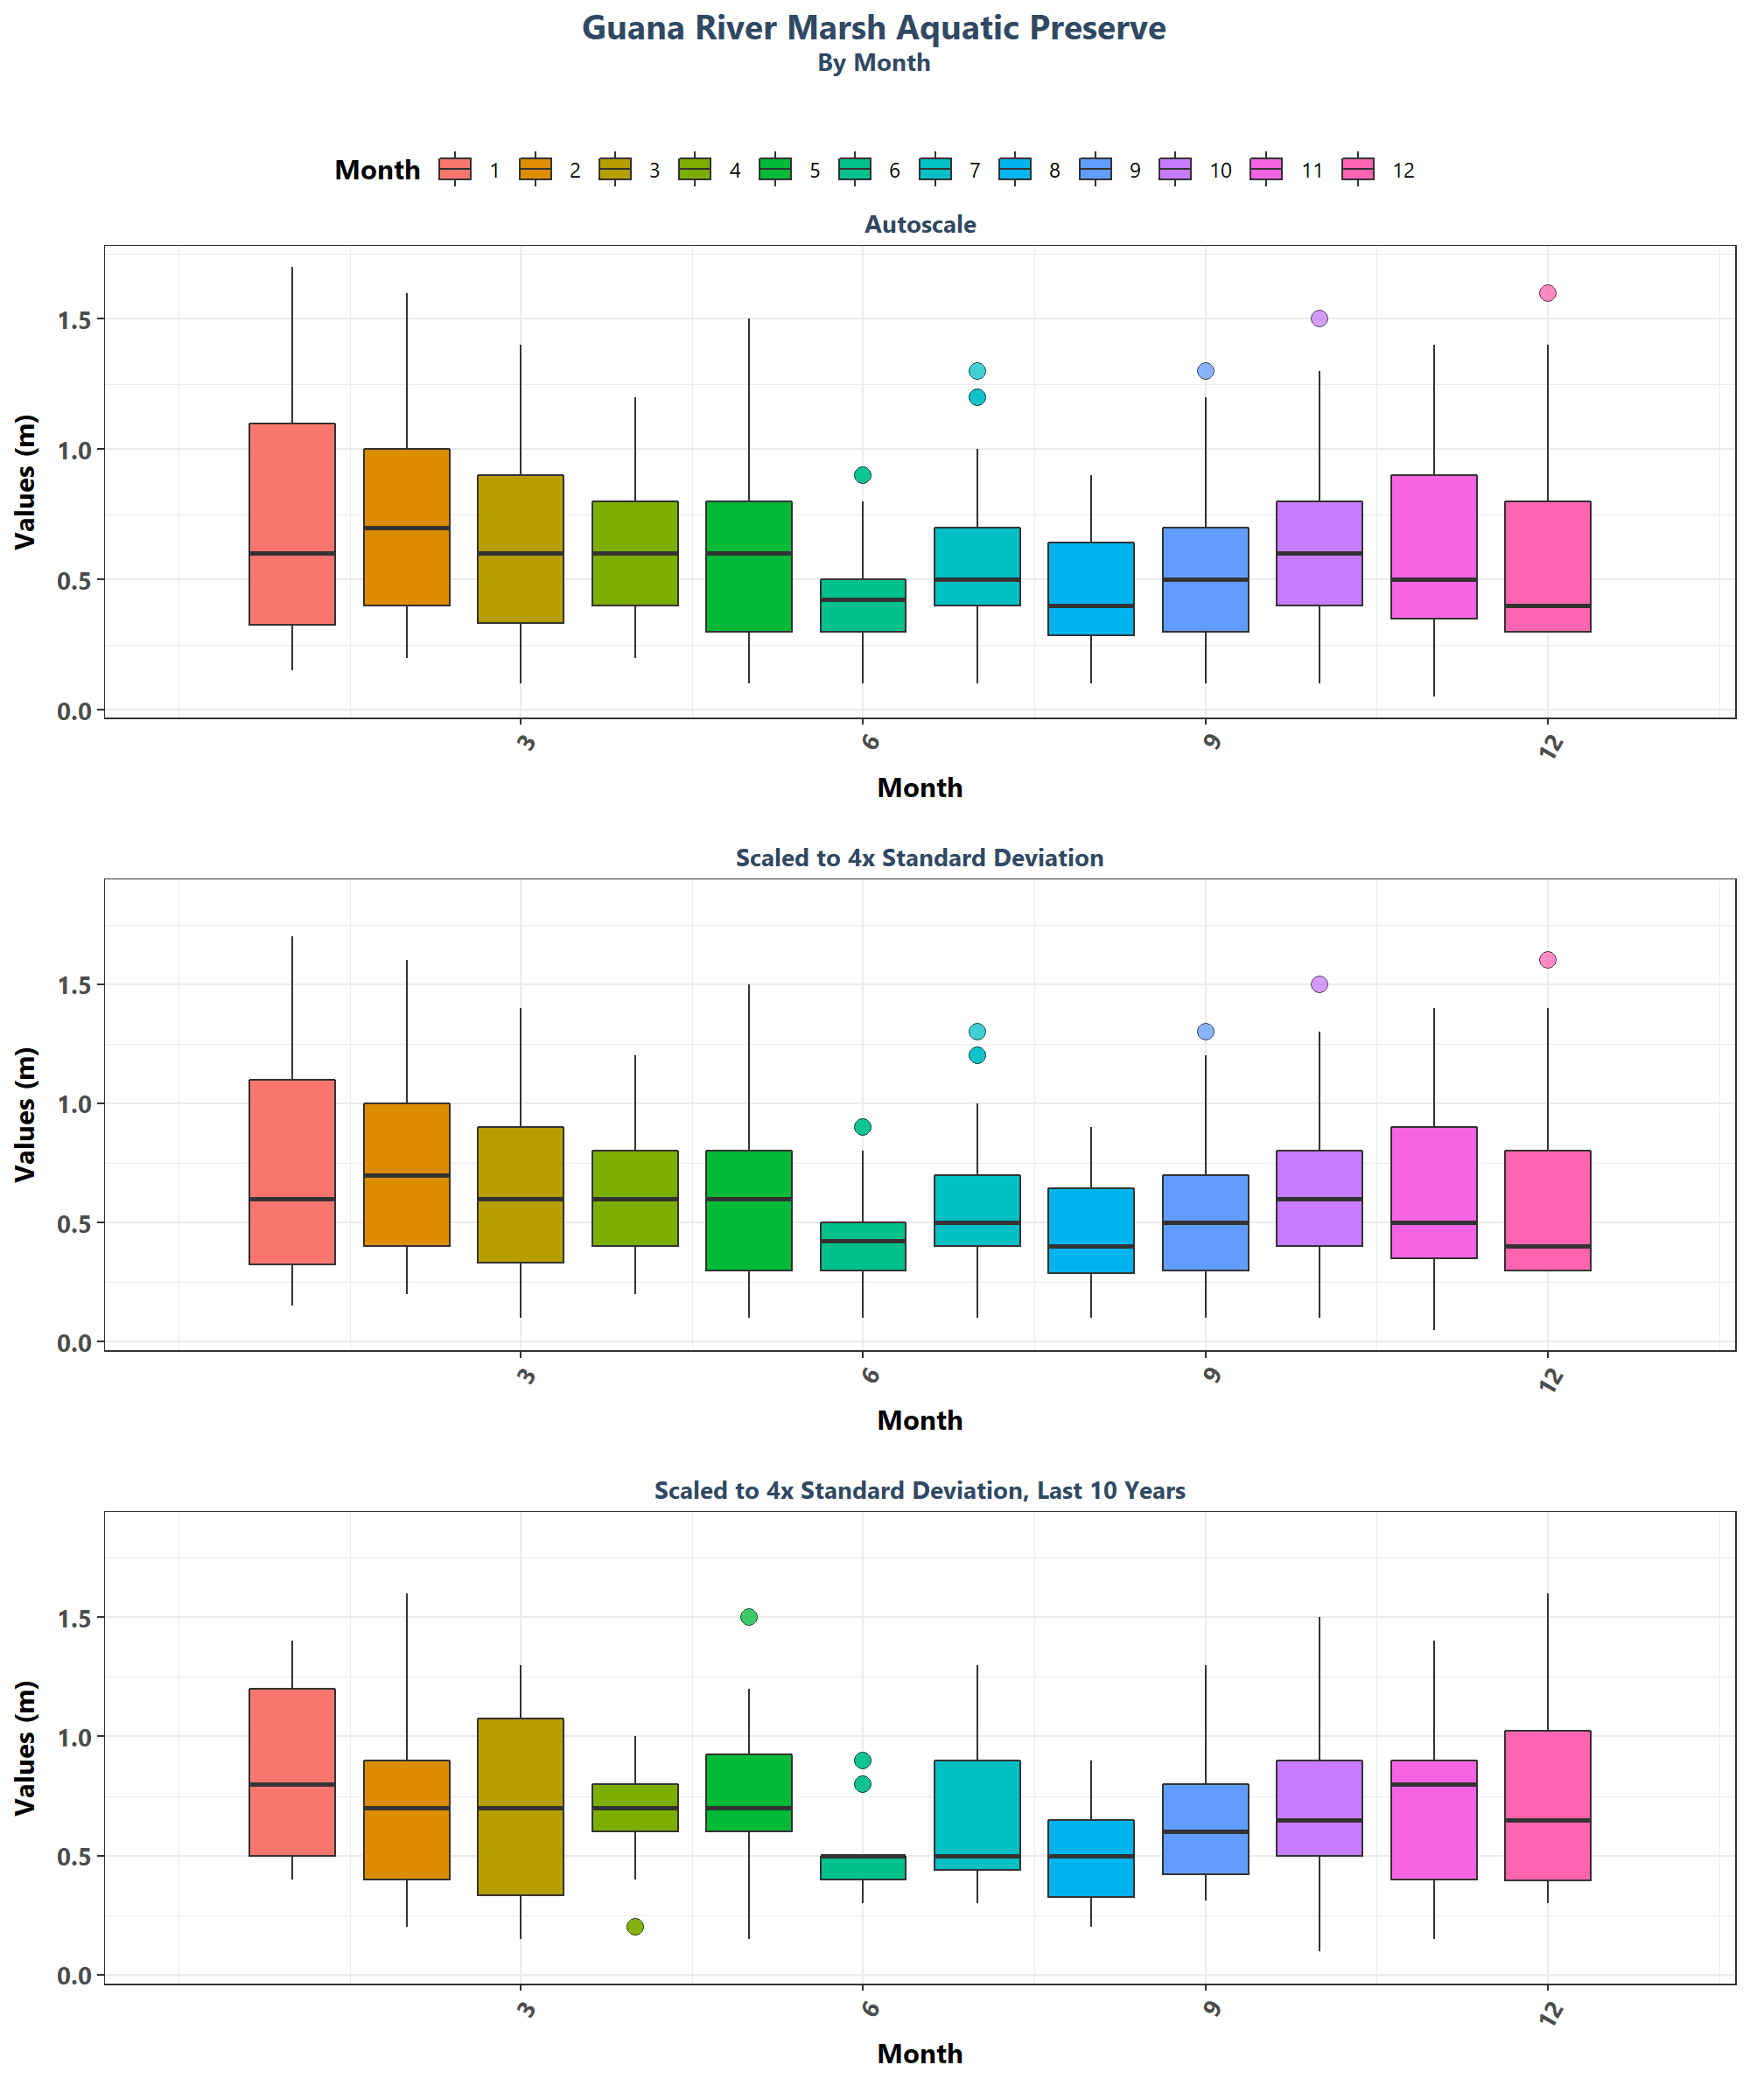 Guana River Marsh Aquatic Preserve
By Month
Month 1 2 3 4 5 6 7 8 9 10 11 12
Autoscale
Values (m)
1.5
1.0
0.5
0.0
3 6 9 12
Month
Scaled to 4x Standard Deviation
Values (m)
1.5
1.0
0.5
0.0
3 6 9 12
Month
Scaled to 4x Standard Deviation, Last 10 Years
Values (m)
1.5
1.0
0.5
0.0
3 6 9 12
Month